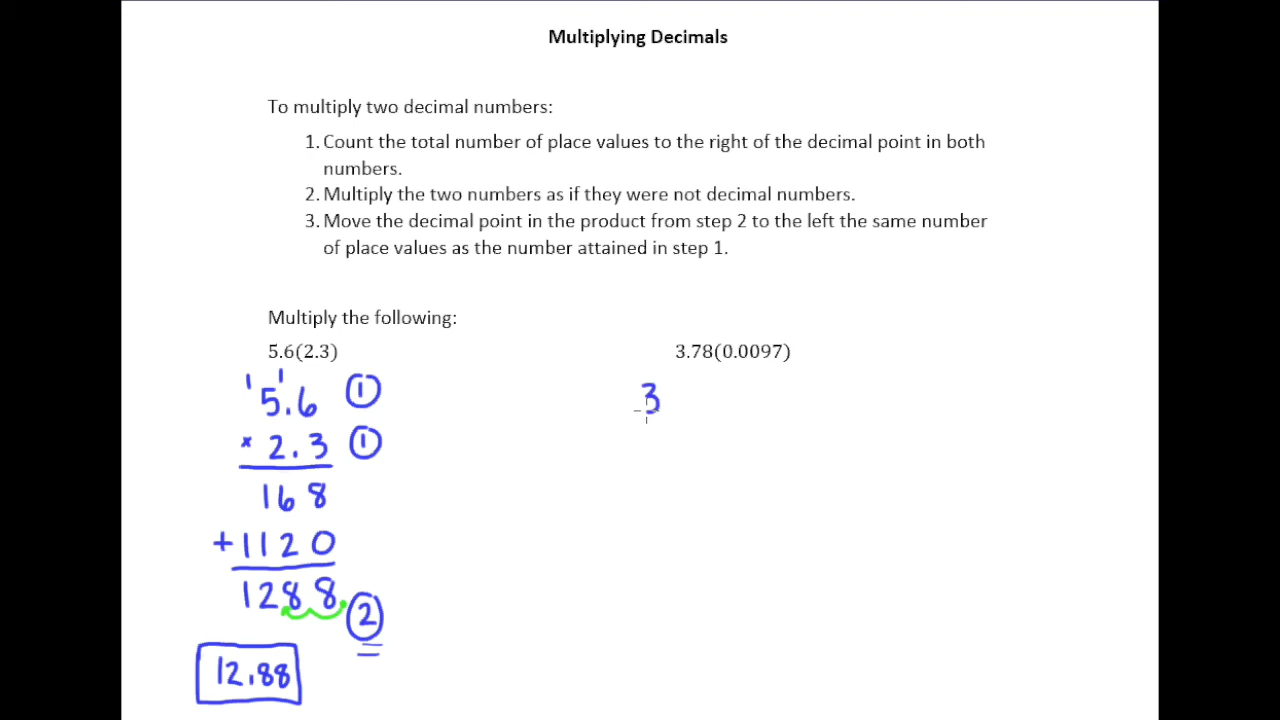 Multiplying Decimals
To multiply two decimal numbers:
1. Count the total number of place values to the right of the decimal point in both
numbers.
2. Multiply the two numbers as if they were not decimal numbers.
3. Move the decimal point in the product from step 2 to the left the same number
of place values as the number attained in step 1.
Multiply the following:
5.6(2.3)
1 1
5.6 1
× 2.3 1
168
+1120
1288 2
12.88
3.78(0.0097)
3